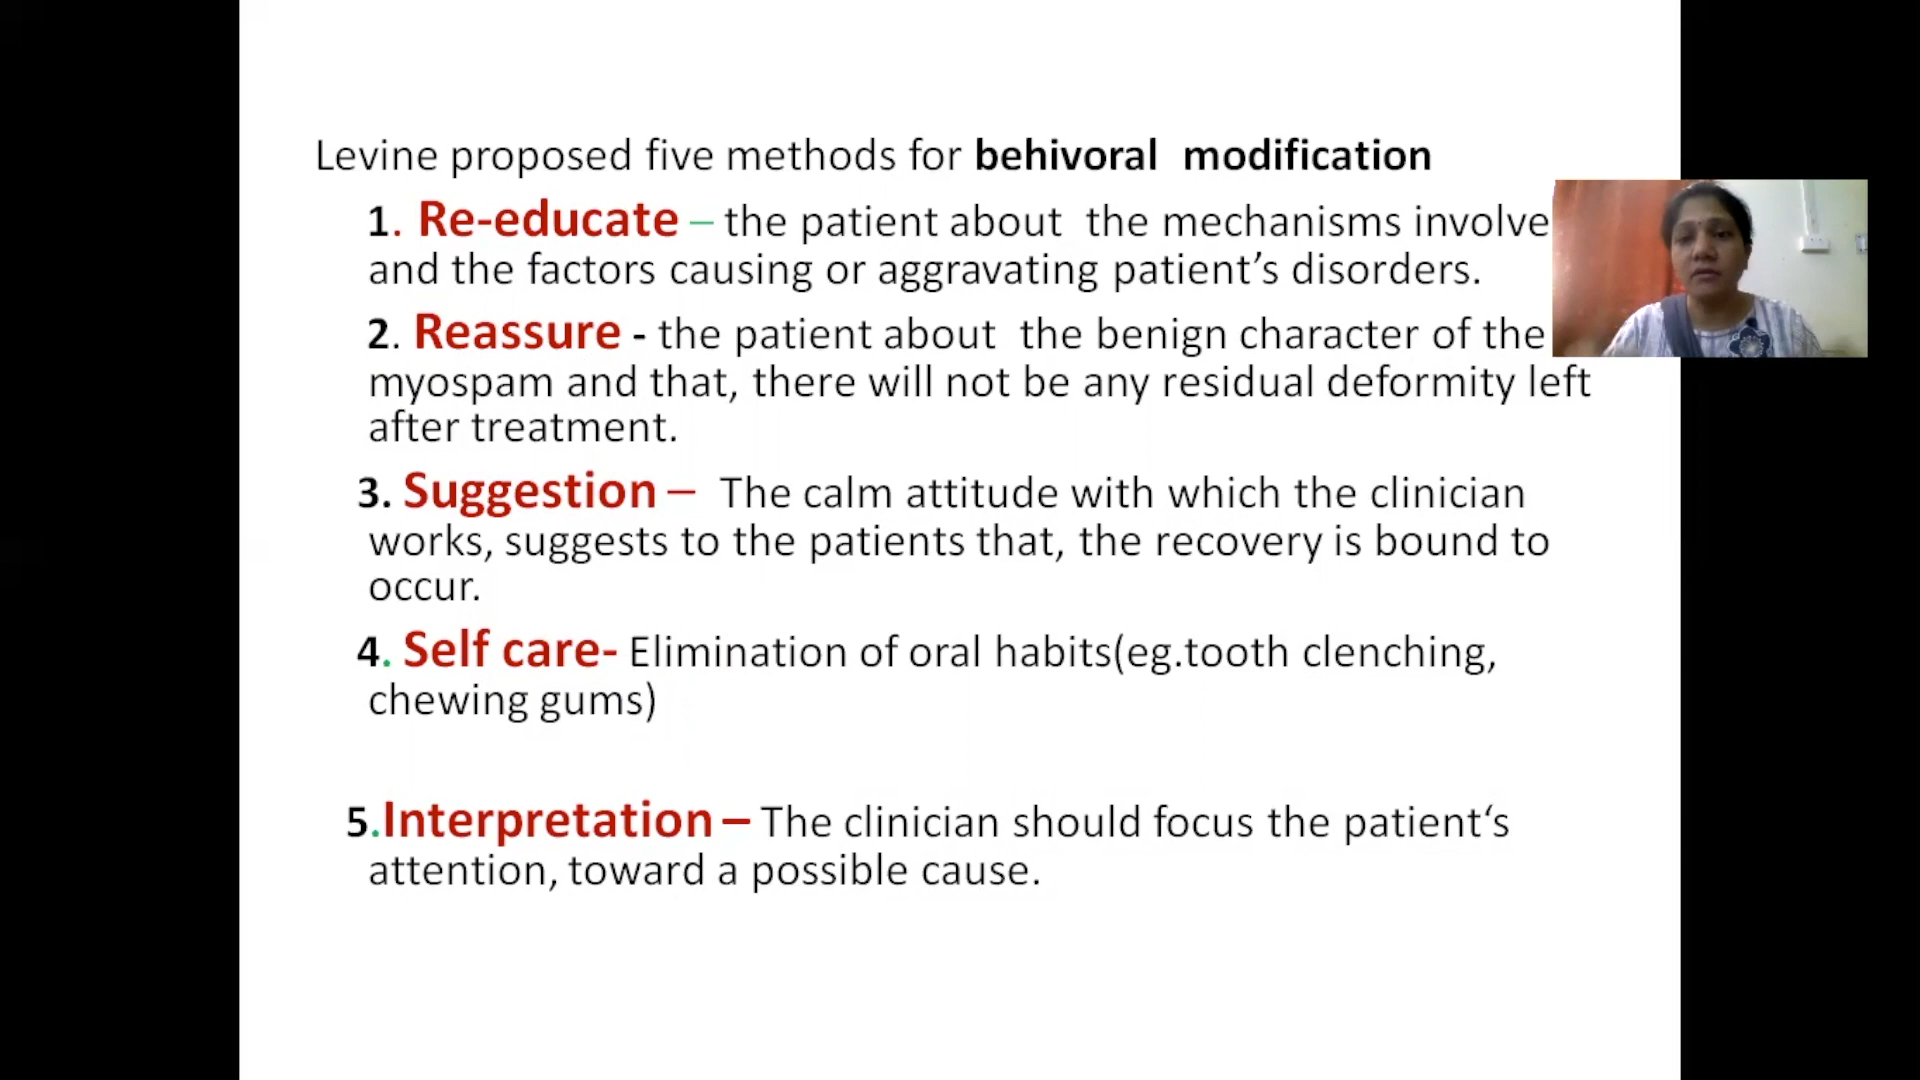 Levine proposed five methods for behivoral modification
1. Re-educate – the patient about the mechanisms involve
and the factors causing or aggravating patient’s disorders.
2. Reassure - the patient about the benign character of the
myospam and that, there will not be any residual deformity left
after treatment.
3. Suggestion – The calm attitude with which the clinician
works, suggests to the patients that, the recovery is bound to
occur.
4. Self care- Elimination of oral habits(eg.tooth clenching,
chewing gums)
5.Interpretation – The clinician should focus the patient‘s
attention, toward a possible cause.